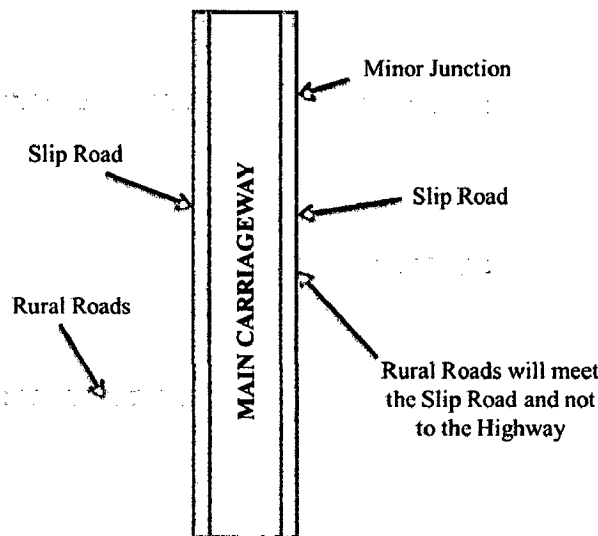 Minor Junction
Slip Road
Slip Road
MAIN CARRIAGEWAY
Rural Roads
Rural Roads will meet
the Slip Road and not
to the Highway